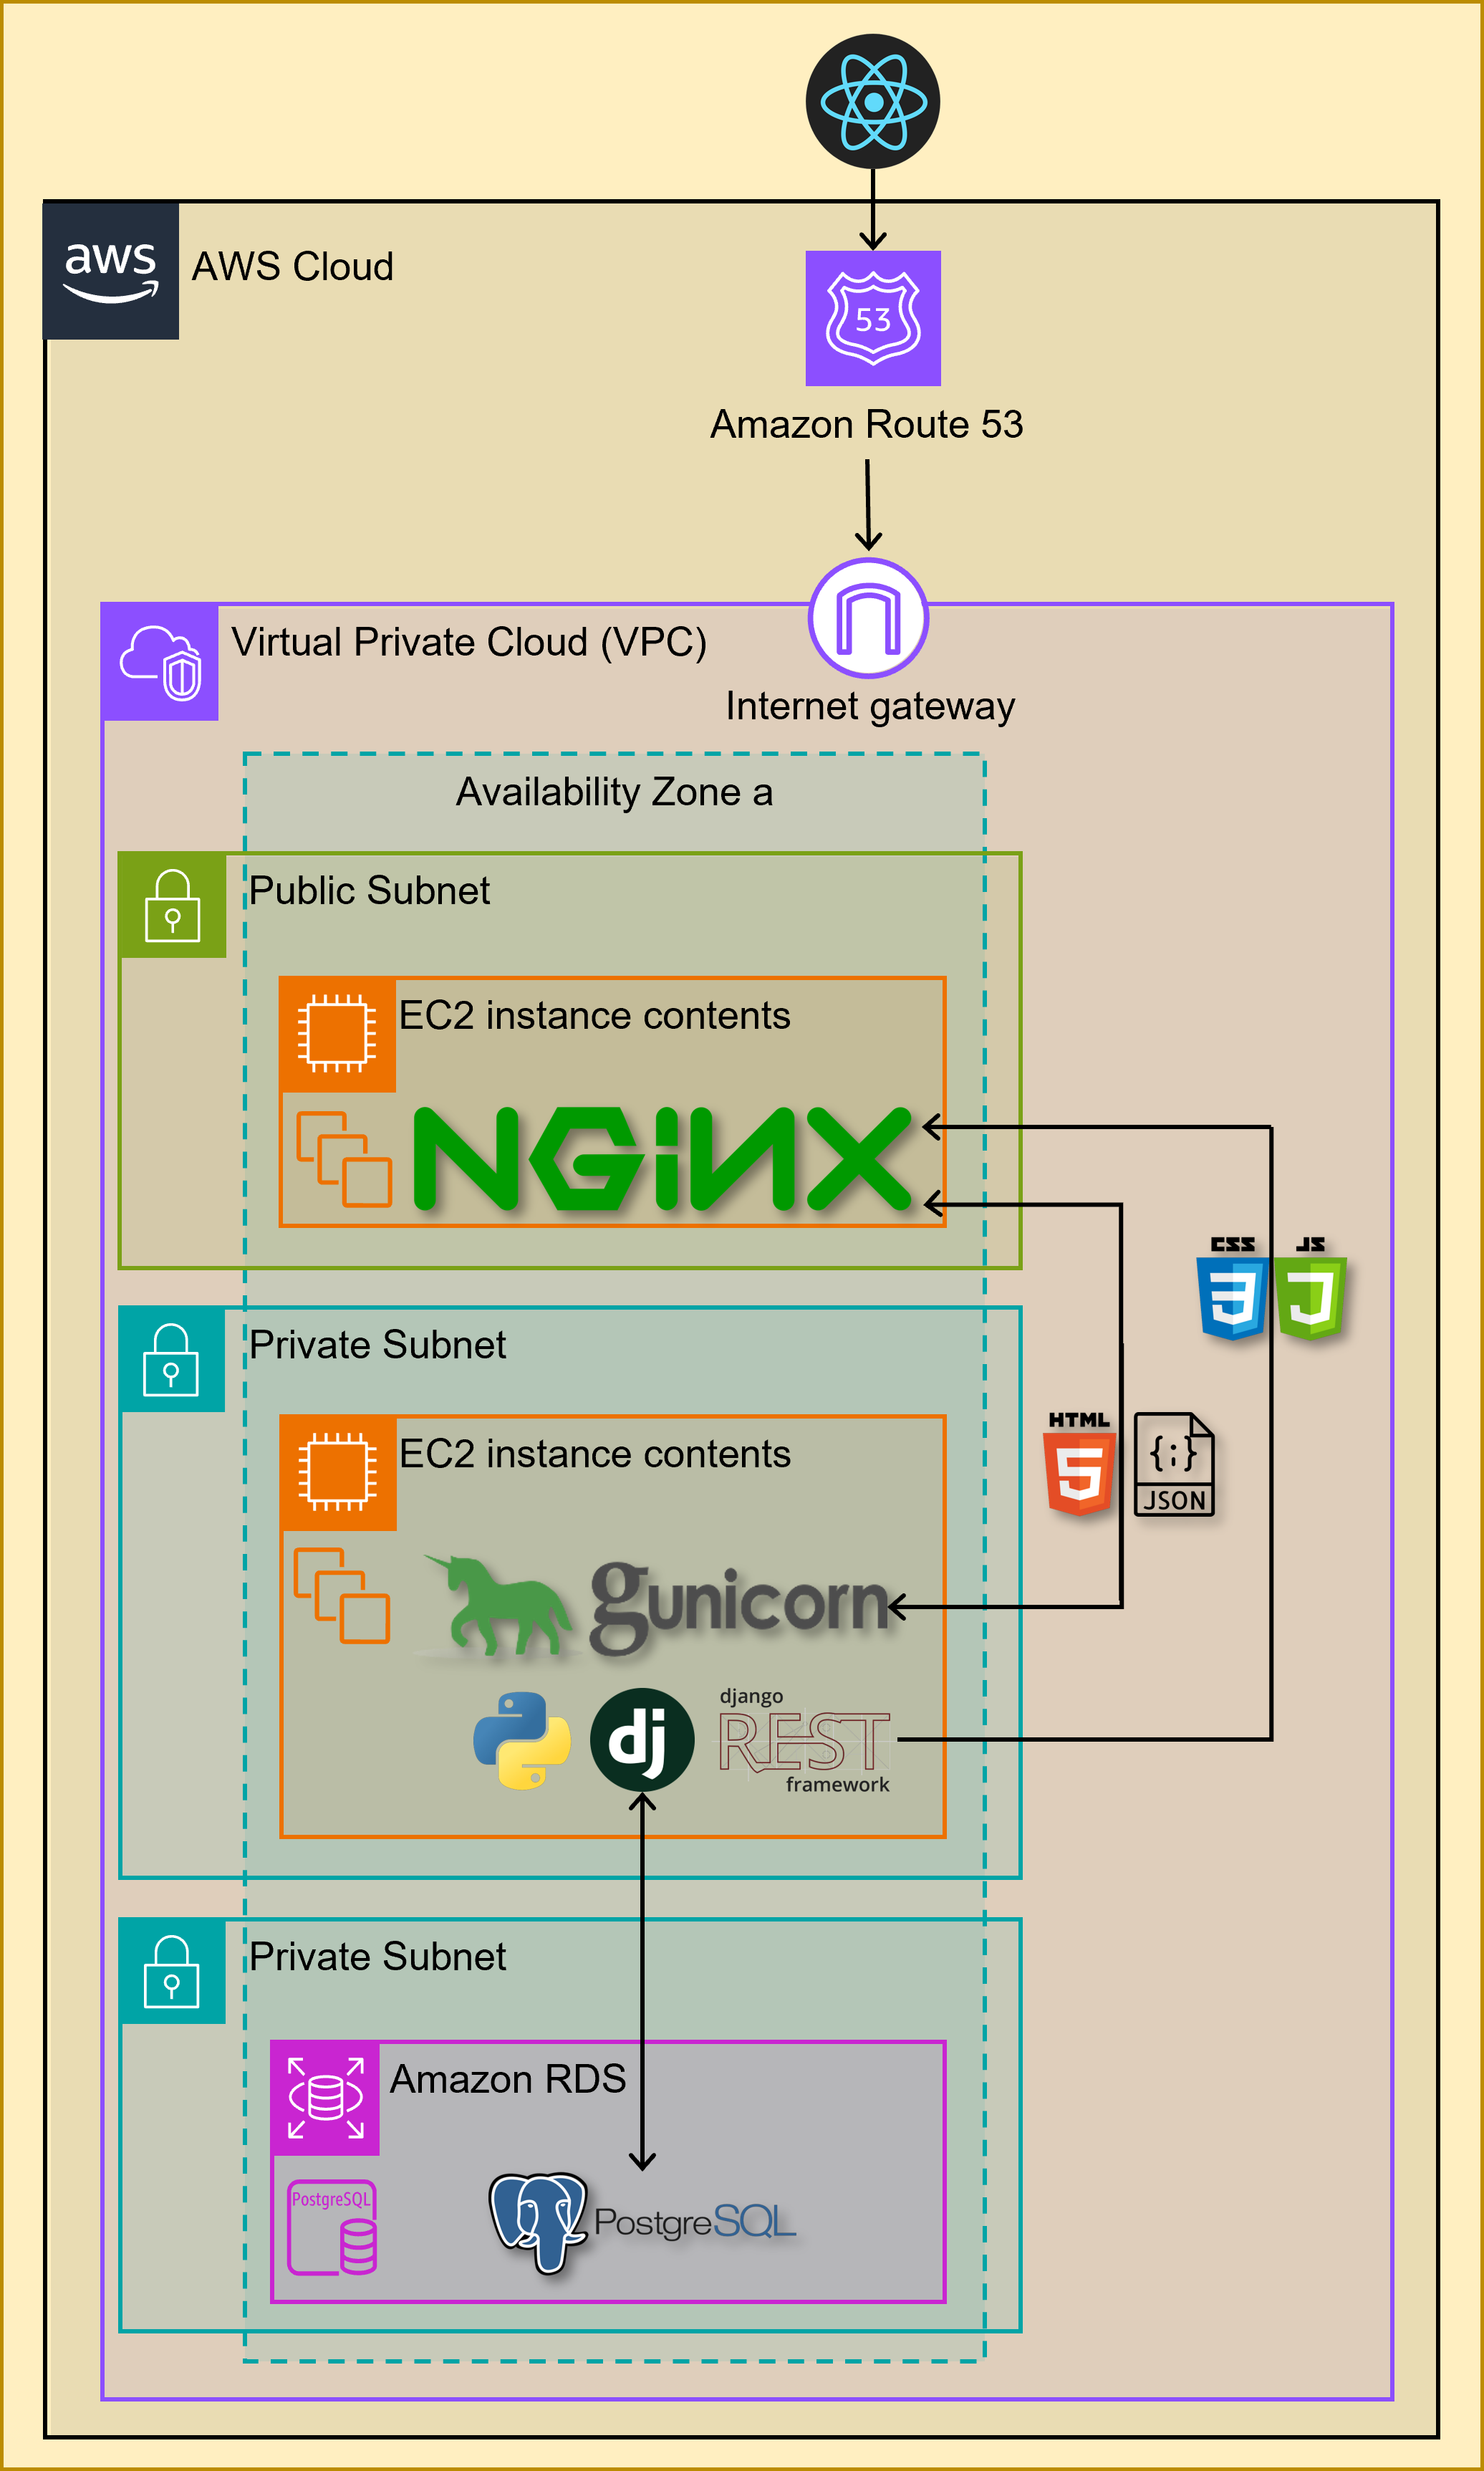 aws
AWS Cloud
53
Amazon Route 53
Virtual Private Cloud (VPC)
Internet gateway
Availability Zone a
Public Subnet
EC2 instance contents
NGiNX
CSS
JS
Private Subnet
HTML
{;}
JSON
EC2 instance contents
gunicorn
django
REST
framework
dj
Private Subnet
Amazon RDS
PostgreSQL
PostgreSQL